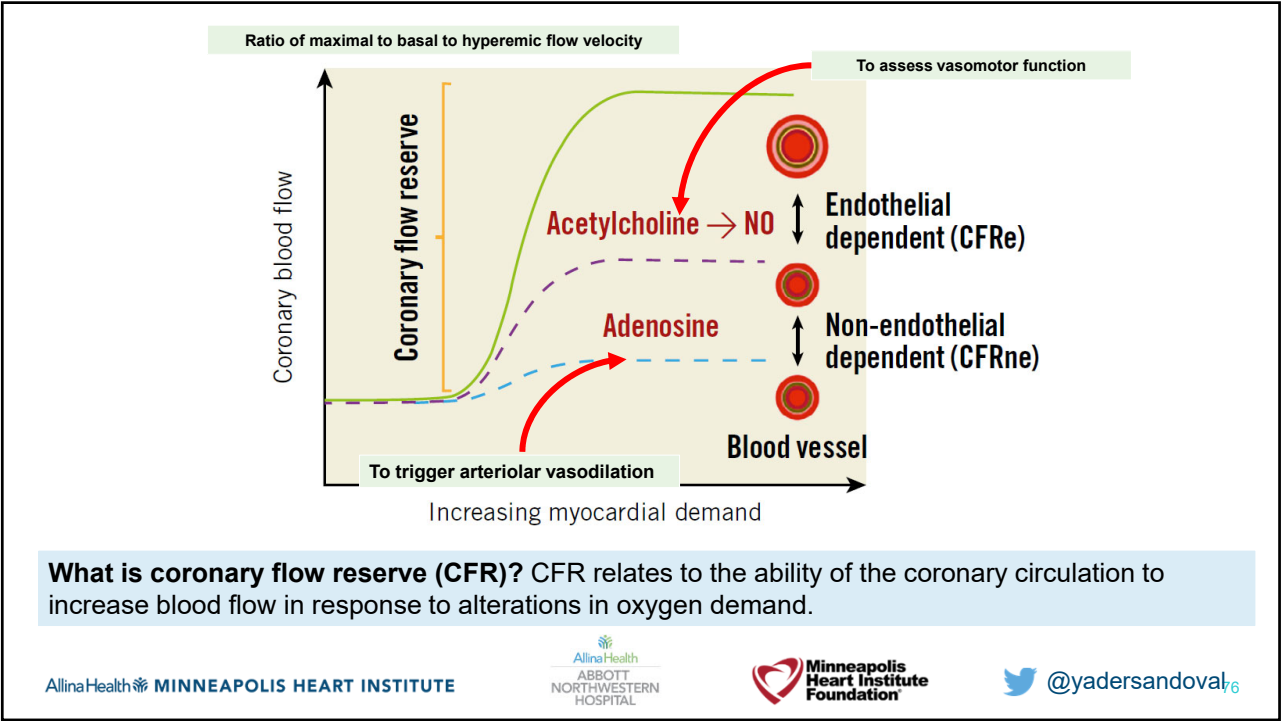 Ratio of maximal to basal to hyperemic flow velocity
To assess vasomotor function
Coronary blood flow
Coronary flow reserve
Acetylcholine → NO
Endothelial
dependent (CFRe)
Adenosine
Non-endothelial
dependent (CFRne)
Blood vessel
To trigger arteriolar vasodilation
Increasing myocardial demand
What is coronary flow reserve (CFR)? CFR relates to the ability of the coronary circulation to
increase blood flow in response to alterations in oxygen demand.
AllinaHealth MINNEAPOLIS HEART INSTITUTE
AllinaHealth
ABBOTT
NORTHWESTERN
HOSPITAL
Minneapolis
Heart Institute
Foundation®
@yadersandoval
76